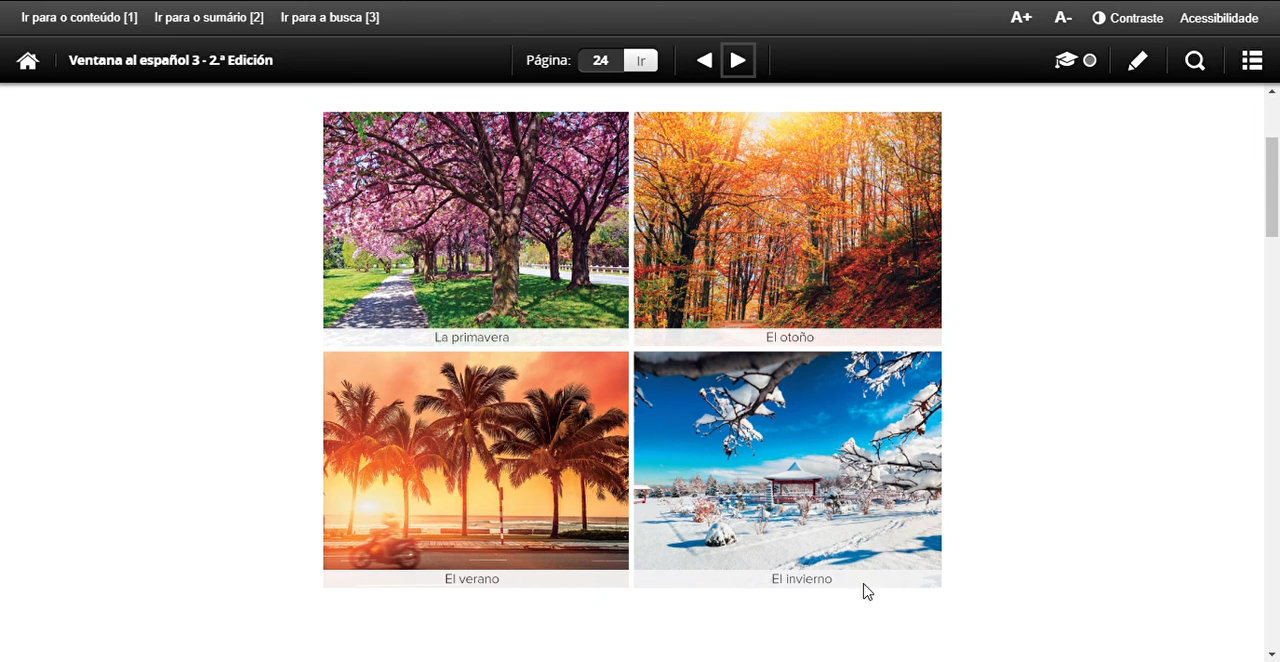 Ir para o conteúdo [1] Ir para o sumário [2] Ir para a busca [3] A+ A- Contraste Acessibilidade
Ventana al español 3 - 2.ª Edición Página: 24 Ir
La primavera
El otoño
El verano
El invierno